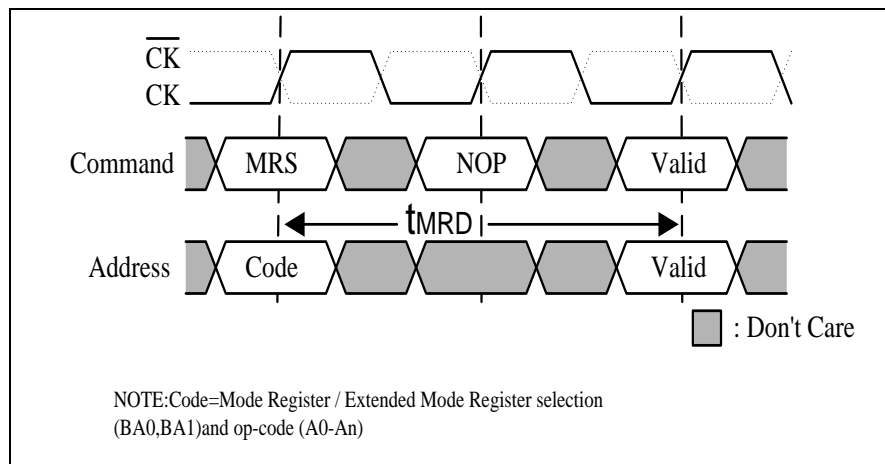 CK
CK
Command MRS NOP Valid
tMRD
Address Code Valid
: Don't Care
NOTE:Code=Mode Register / Extended Mode Register selection
(BA0,BA1)and op-code (A0-An)